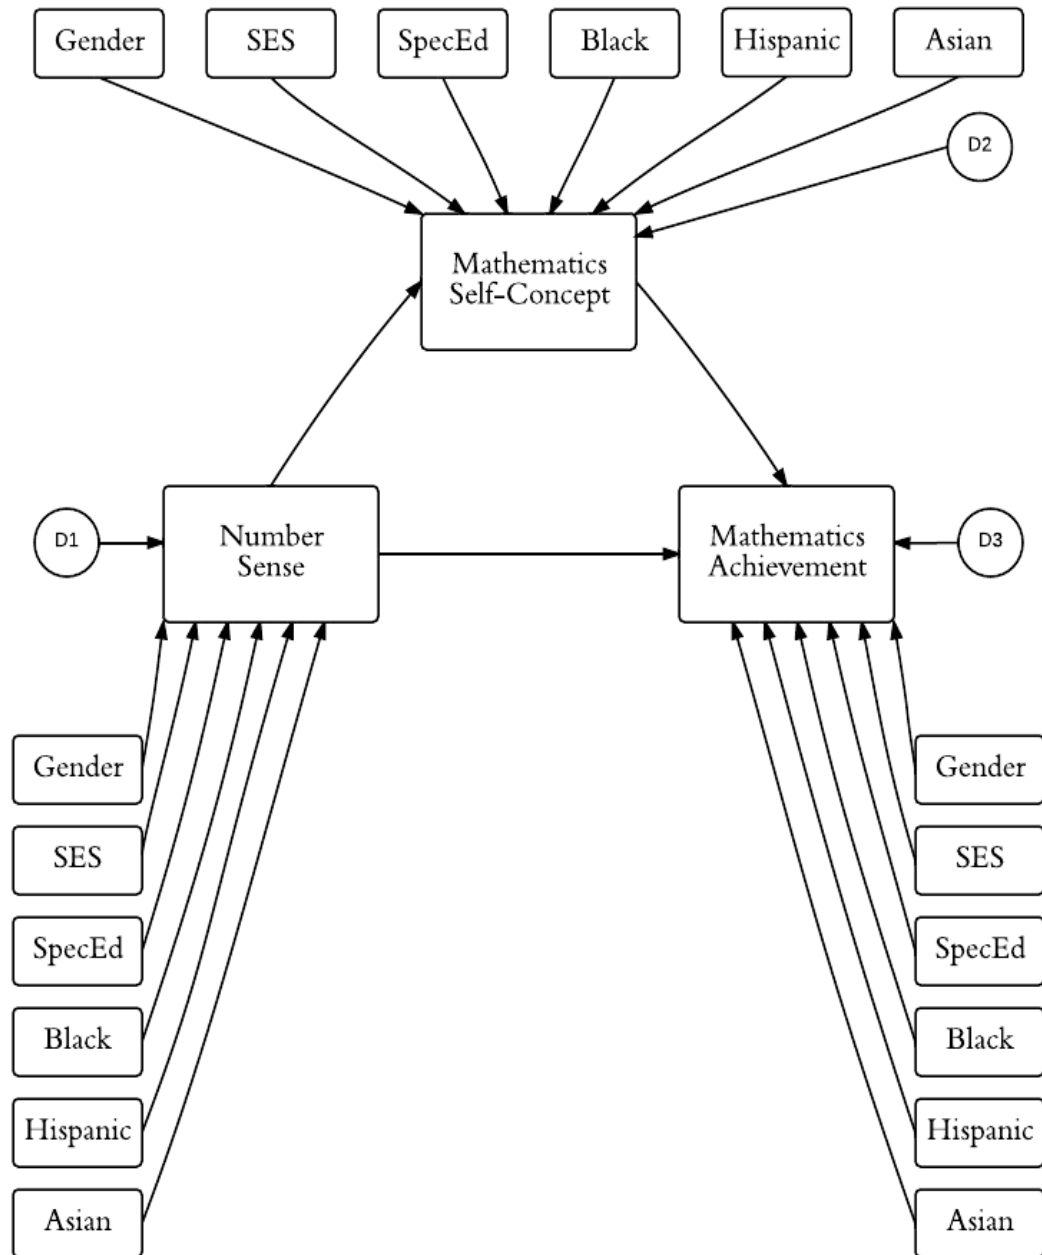 Gender
SES
SpecEd
Black
Hispanic
Asian
D2
Mathematics
Self-Concept
D1
Number
Sense
Mathematics
Achievement
D3
Gender
SES
SpecEd
Black
Hispanic
Asian
Gender
SES
SpecEd
Black
Hispanic
Asian